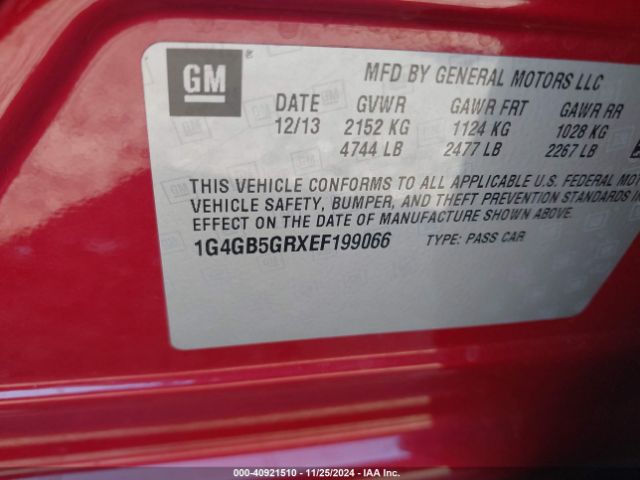 GM
MFD BY GENERAL MOTORS LLC
DATE GVWR GAWR FRT GAWR RR
12/13 2152 KG 1124 KG 1028 KG
4744 LB 2477 LB 2267 LB
THIS VEHICLE CONFORMS TO ALL APPLICABLE U.S. FEDERAL MOT
VEHICLE SAFETY, BUMPER, AND THEFT PREVENTION STANDARDS IN
EFFECT ON THE DATE OF MANUFACTURE SHOWN ABOVE.
1G4GB5GRXEF199066 TYPE: PASS CAR
000-40921510 - 11/25/2024 - IAA Inc.